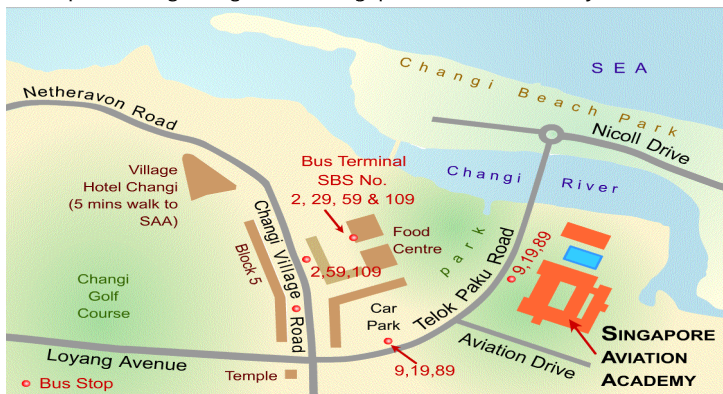 SEA
Changi Beach Park
Netheravon Road
Nicoll Drive
Bus Terminal
SBS No.
2, 29, 59 & 109
Village
Hotel Changi
(5 mins walk to
SAA)
Changi River
Changi Village Road
Block 5
Food
Centre
park
Telok Paku Road
9,19,89
2,59,109
Changi
Golf
Course
Car
Park
SINGAPORE
AVIATION
ACADEMY
Aviation Drive
Loyang Avenue
Temple
9,19,89
Bus Stop